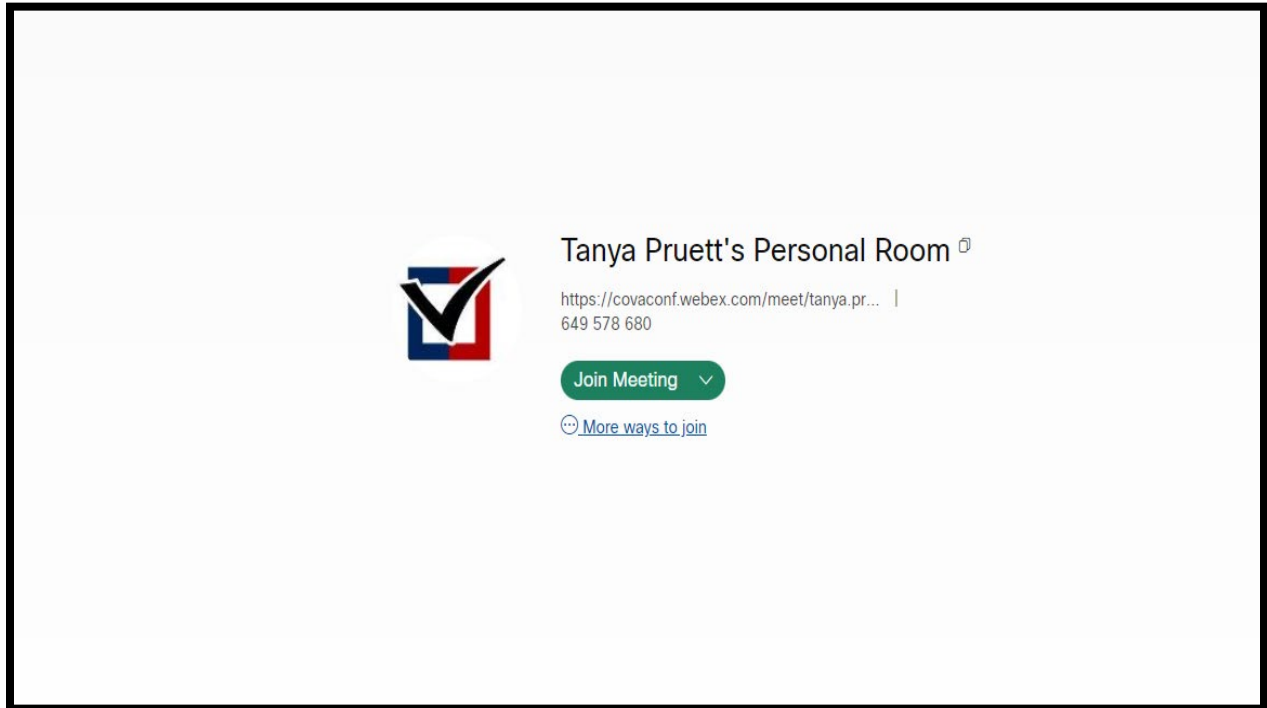 Tanya Pruett's Personal Room
https://covaconf.webex.com/meet/tanya.pr... |
649 578 680
Join Meeting
More ways to join